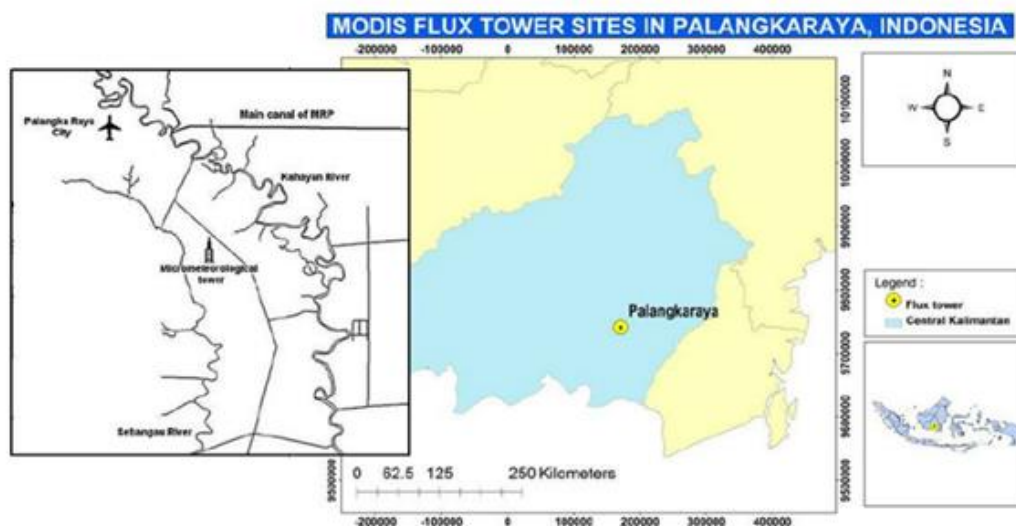 MODIS FLUX TOWER SITES IN PALANGKARAYA, INDONESIA
-200000 -100000 0 100000 200000 300000 400000
Palangka Raya
City
Main canal of MRP
Kahayan River
Micrometeorological
tower
Sebangau River
Palangkaraya
0 62.5 125 250 Kilometers
10100000
10000000
9900000
9800000
9700000
9600000
9500000
9500000
-200000 -100000 0 100000 200000 300000 400000
N
W E
S
Legend :
Flux tower
Central Kalimantan